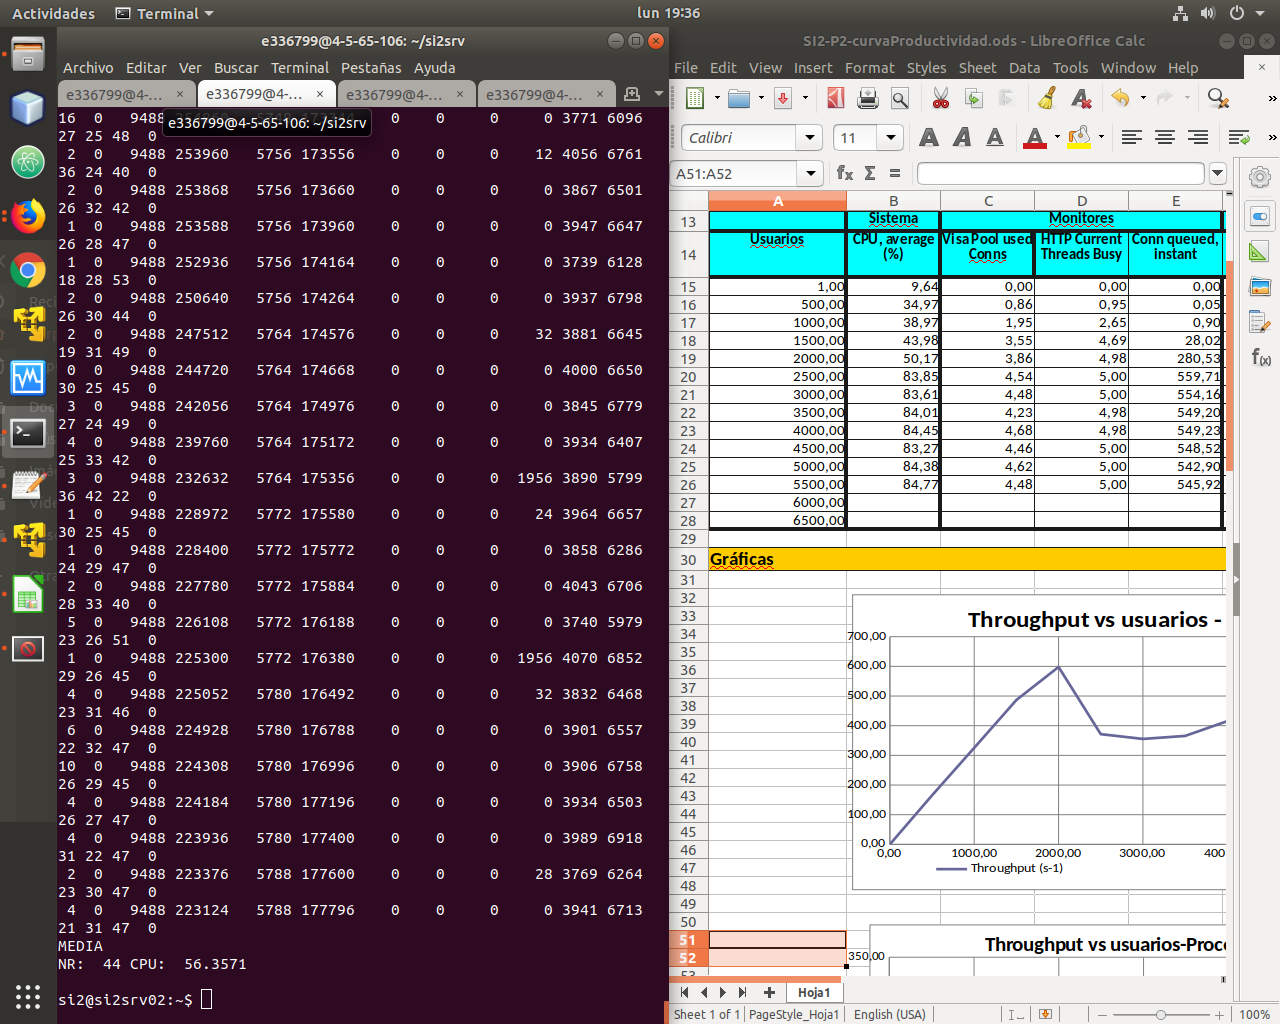 Actividades Terminal lun 19:36
e336799@4-5-65-106: ~/si2srv
Archivo Editar Ver Buscar Terminal Pestañas Ayuda
e336799@4-... × e336799@4-... × e336799@4-... × e336799@4-... ×
e336799@4-5-65-106: ~/si2srv
16 0 9488 0 0 0 3771 6096
27 25 48 0
2 0 9488 253960 5756 173556 0 0 12 4056 6761
36 24 40 0
2 0 9488 253868 5756 173660 0 0 0 3867 6501
26 32 42 0
1 0 9488 253588 5756 173960 0 0 0 3947 6647
26 28 47 0
1 0 9488 252936 5756 174164 0 0 0 3739 6128
18 28 53 0
2 0 9488 250640 5756 174264 0 0 0 3937 6798
26 30 44 0
2 0 9488 247512 5764 174576 0 0 32 3881 6645
19 31 49 0
0 0 9488 244720 5764 174668 0 0 0 4000 6650
30 25 45 0
3 0 9488 242056 5764 174976 0 0 0 3845 6779
27 24 49 0
4 0 9488 239760 5764 175172 0 0 0 3934 6407
25 33 42 0
3 0 9488 232632 5764 175356 0 0 1956 3890 5799
36 42 22 0
1 0 9488 228972 5772 175580 0 0 24 3964 6657
30 25 45 0
1 0 9488 228400 5772 175772 0 0 0 3858 6286
24 29 47 0
2 0 9488 227780 5772 175884 0 0 0 4043 6706
28 33 40 0
5 0 9488 226108 5772 176188 0 0 0 3740 5979
23 26 51 0
1 0 9488 225300 5772 176380 0 0 1956 4070 6852
29 26 45 0
4 0 9488 225052 5780 176492 0 0 32 3832 6468
23 31 46 0
6 0 9488 224928 5780 176788 0 0 0 3901 6557
22 32 47 0
10 0 9488 224308 5780 176996 0 0 0 3906 6758
26 29 45 0
4 0 9488 224184 5780 177196 0 0 0 3934 6503
26 27 47 0
4 0 9488 223936 5780 177400 0 0 0 3989 6918
31 22 47 0
2 0 9488 223376 5788 177600 0 0 28 3769 6264
23 30 47 0
4 0 9488 223124 5788 177796 0 0 0 3941 6713
21 31 47 0
MEDIA
NR: 44 CPU: 56.3571
si2@si2srv02:~$
SI2-P2-curvaProductividad.ods - LibreOffice Calc
File Edit View Insert Format Styles Sheet Data Tools Window Help ×
Calibri 11
A51:A52
A B C D E
13 Sistema Monitores
14 Usuarios CPU, average (%) Visa Pool used Conns HTTP Current Threads Busy Conn queued, instant
15 1,00 9,64 0,00 0,00 0,00
16 500,00 34,97 0,86 0,95 0,05
17 1000,00 38,97 1,95 2,65 0,90
18 1500,00 43,98 3,55 4,69 28,02
19 2000,00 50,17 3,86 4,98 280,53
20 2500,00 83,85 4,54 5,00 559,71
21 3000,00 83,61 4,48 5,00 554,16
22 3500,00 84,01 4,23 4,98 549,20
23 4000,00 84,45 4,68 4,98 549,23
24 4500,00 83,27 4,46 5,00 548,52
25 5000,00 84,38 4,62 5,00 542,90
26 5500,00 84,77 4,48 5,00 545,92
27 6000,00
28 6500,00
29
30 Gráficas
31
32
33
34
35
36
37
38
39
40
41
42
43
44
45
46
47
48
49
50
51
52
53
Throughput vs usuarios -
700,00
600,00
500,00
400,00
300,00
200,00
100,00
0,00
0,00 1000,00 2000,00 3000,00 400
Throughput (s-1)
Throughput vs usuarios-Proc
350,00
Hoja1
Sheet 1 of 1 PageStyle_Hoja1 English (USA) 100%